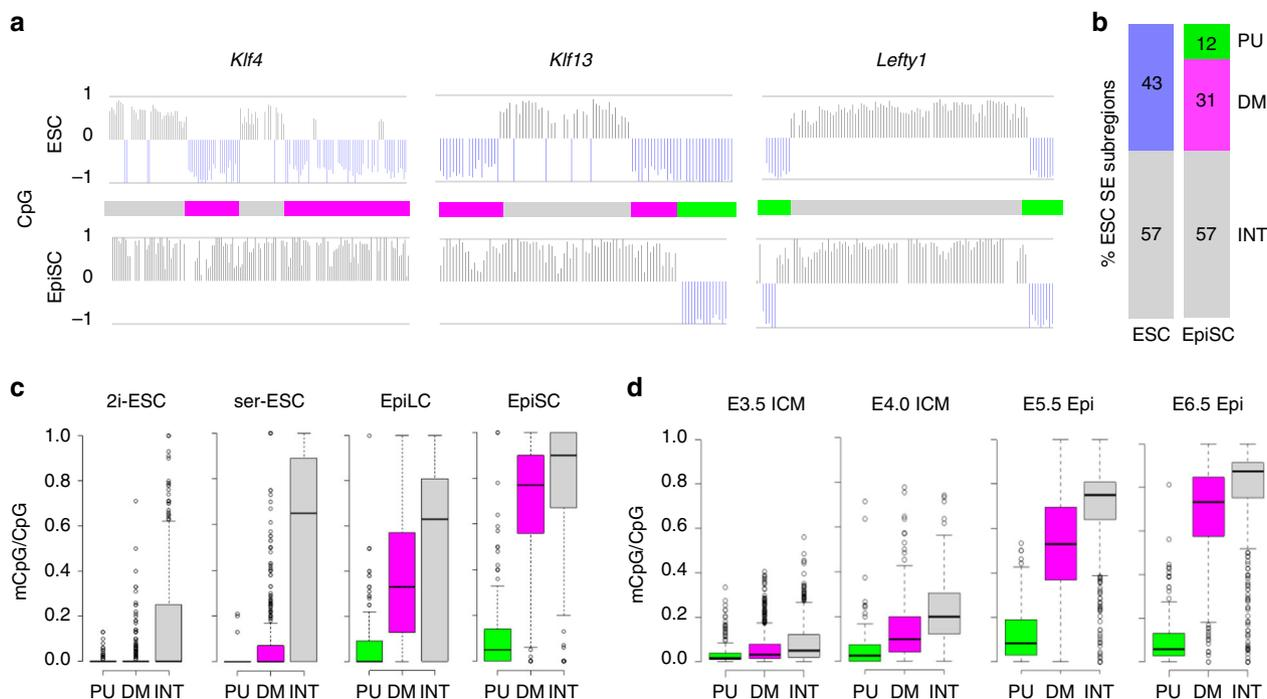 a
Klf4 Klf13 Lefty1
ESC
1
0
−1
CpG
EpiSC
1
0
−1
b
% ESC SE subregions
43
57
12
31
57
PU
DM
INT
ESC EpiSC
c
2i-ESC ser-ESC EpiLC EpiSC
mCpG/CpG
1.0
0.8
0.6
0.4
0.2
0.0
PU DM INT PU DM INT PU DM INT PU DM INT
d
E3.5 ICM E4.0 ICM E5.5 Epi E6.5 Epi
mCpG/CpG
1.0
0.8
0.6
0.4
0.2
0.0
PU DM INT PU DM INT PU DM INT PU DM INT